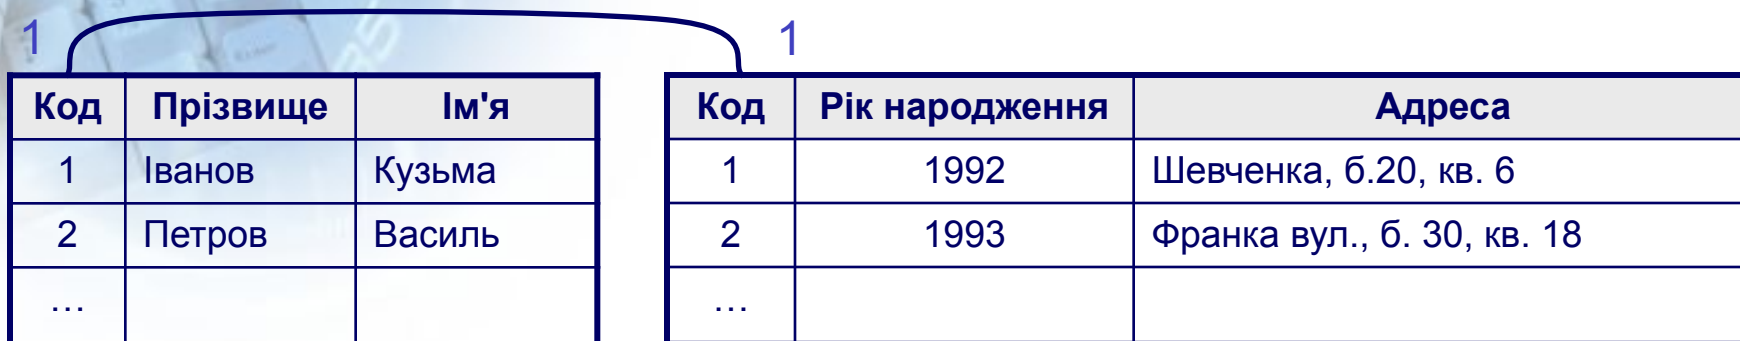 1 1
Код Прізвище Ім'я Код Рік народження Адреса
1 Іванов Кузьма 1 1992 Шевченка, б.20, кв. 6
2 Петров Василь 2 1993 Франка вул., б. 30, кв. 18
… …